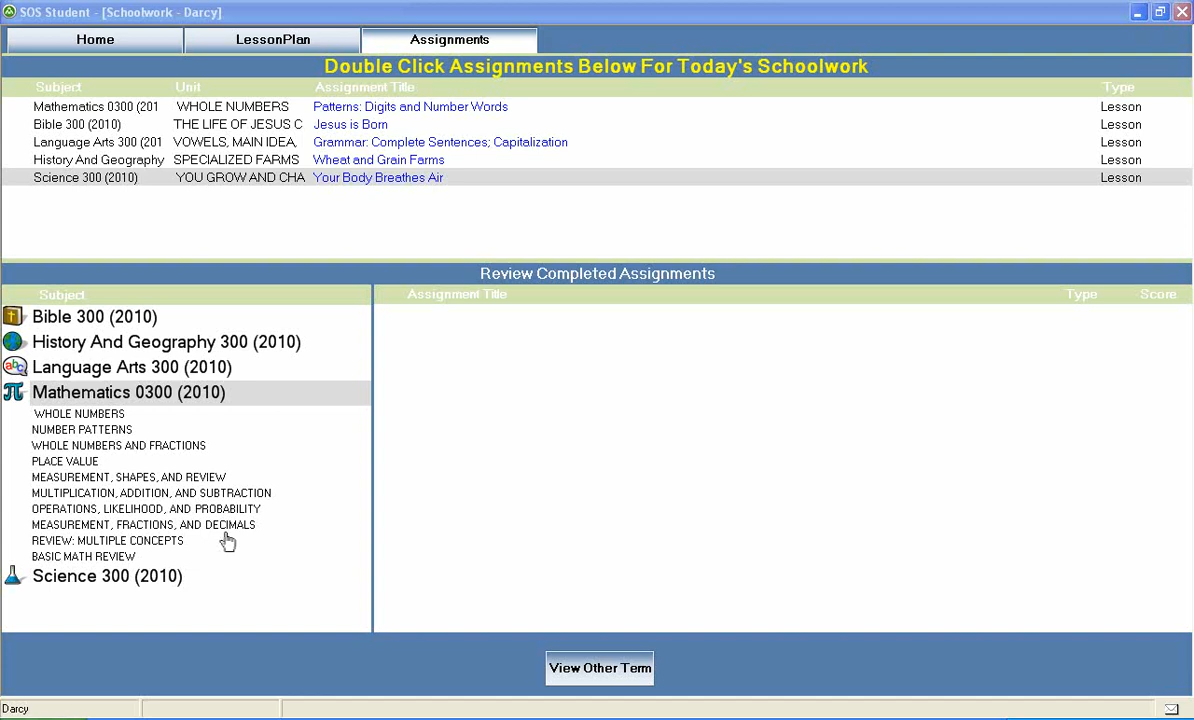 SOS Student - [Schoolwork - Darcy]
Home LessonPlan Assignments
Double Click Assignments Below For Today's Schoolwork
Subject Unit Assignment Title Type
Mathematics 0300 (201 WHOLE NUMBERS Patterns: Digits and Number Words Lesson
Bible 300 (2010) THE LIFE OF JESUS C Jesus is Born Lesson
Language Arts 300 (201 VOWELS, MAIN IDEA, Grammar: Complete Sentences; Capitalization Lesson
History And Geography SPECIALIZED FARMS Wheat and Grain Farms Lesson
Science 300 (2010) YOU GROW AND CHA Your Body Breathes Air Lesson
Review Completed Assignments
Subject Assignment Title Type Score
Bible 300 (2010)
History And Geography 300 (2010)
abc Language Arts 300 (2010)
π Mathematics 0300 (2010)
WHOLE NUMBERS
NUMBER PATTERNS
WHOLE NUMBERS AND FRACTIONS
PLACE VALUE
MEASUREMENT, SHAPES, AND REVIEW
MULTIPLICATION, ADDITION, AND SUBTRACTION
OPERATIONS, LIKELIHOOD, AND PROBABILITY
MEASUREMENT, FRACTIONS, AND DECIMALS
REVIEW: MULTIPLE CONCEPTS
BASIC MATH REVIEW
Science 300 (2010)
View Other Term
Darcy